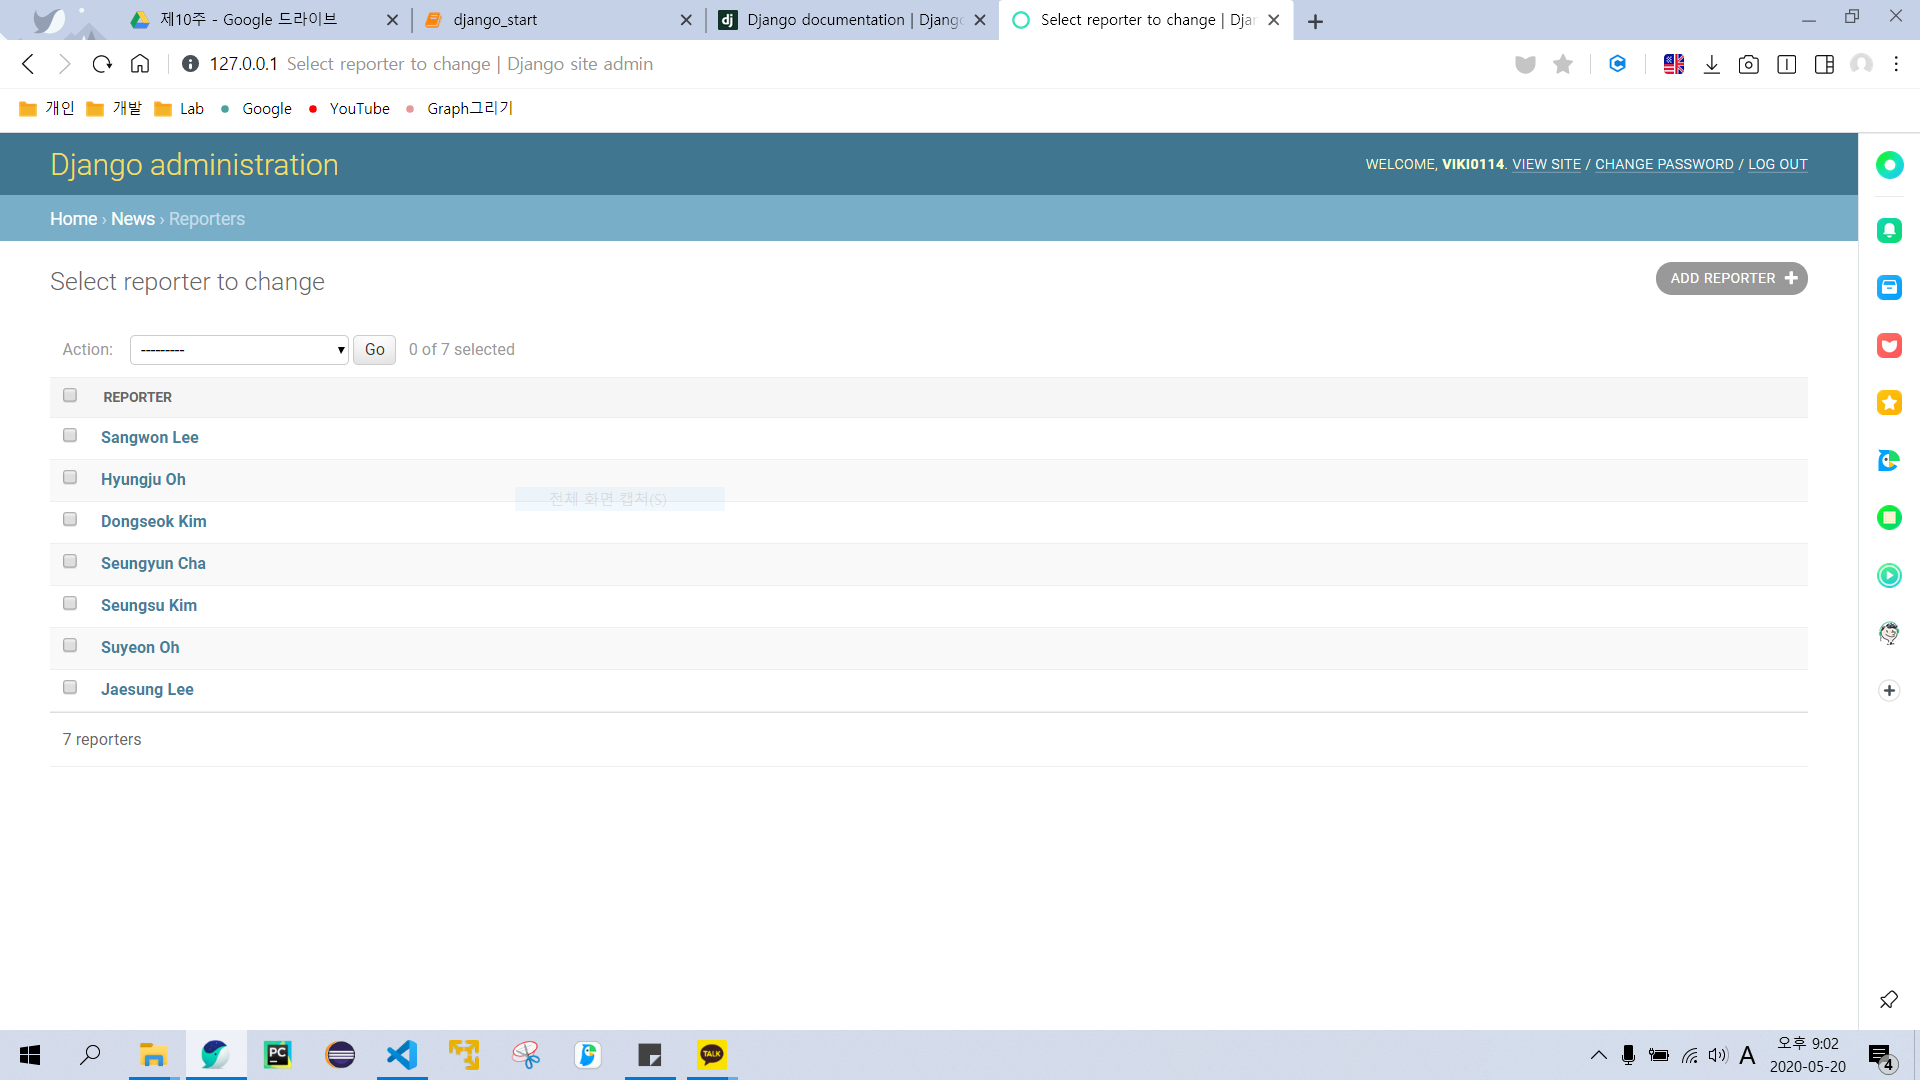 제10주 - Google 드라이브
django_start
Django documentation | Django
Select reporter to change | Djan
127.0.0.1 Select reporter to change | Django site admin
개인 개발 Lab Google YouTube Graph그리기
Django administration
WELCOME, VIKI0114. VIEW SITE / CHANGE PASSWORD / LOG OUT
Home › News › Reporters
Select reporter to change
ADD REPORTER
Action: --------- Go 0 of 7 selected
REPORTER
Sangwon Lee
Hyungju Oh
전체 화면 캡처(S)
Dongseok Kim
Seungyun Cha
Seungsu Kim
Suyeon Oh
Jaesung Lee
7 reporters
PC
TALK
A
오후 9:02
2020-05-20
4